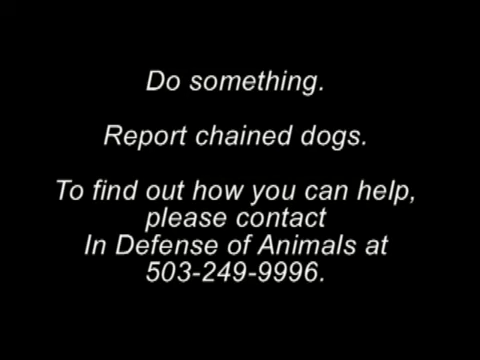 Do something.
Report chained dogs.
To find out how you can help,
please contact
In Defense of Animals at
503-249-9996.